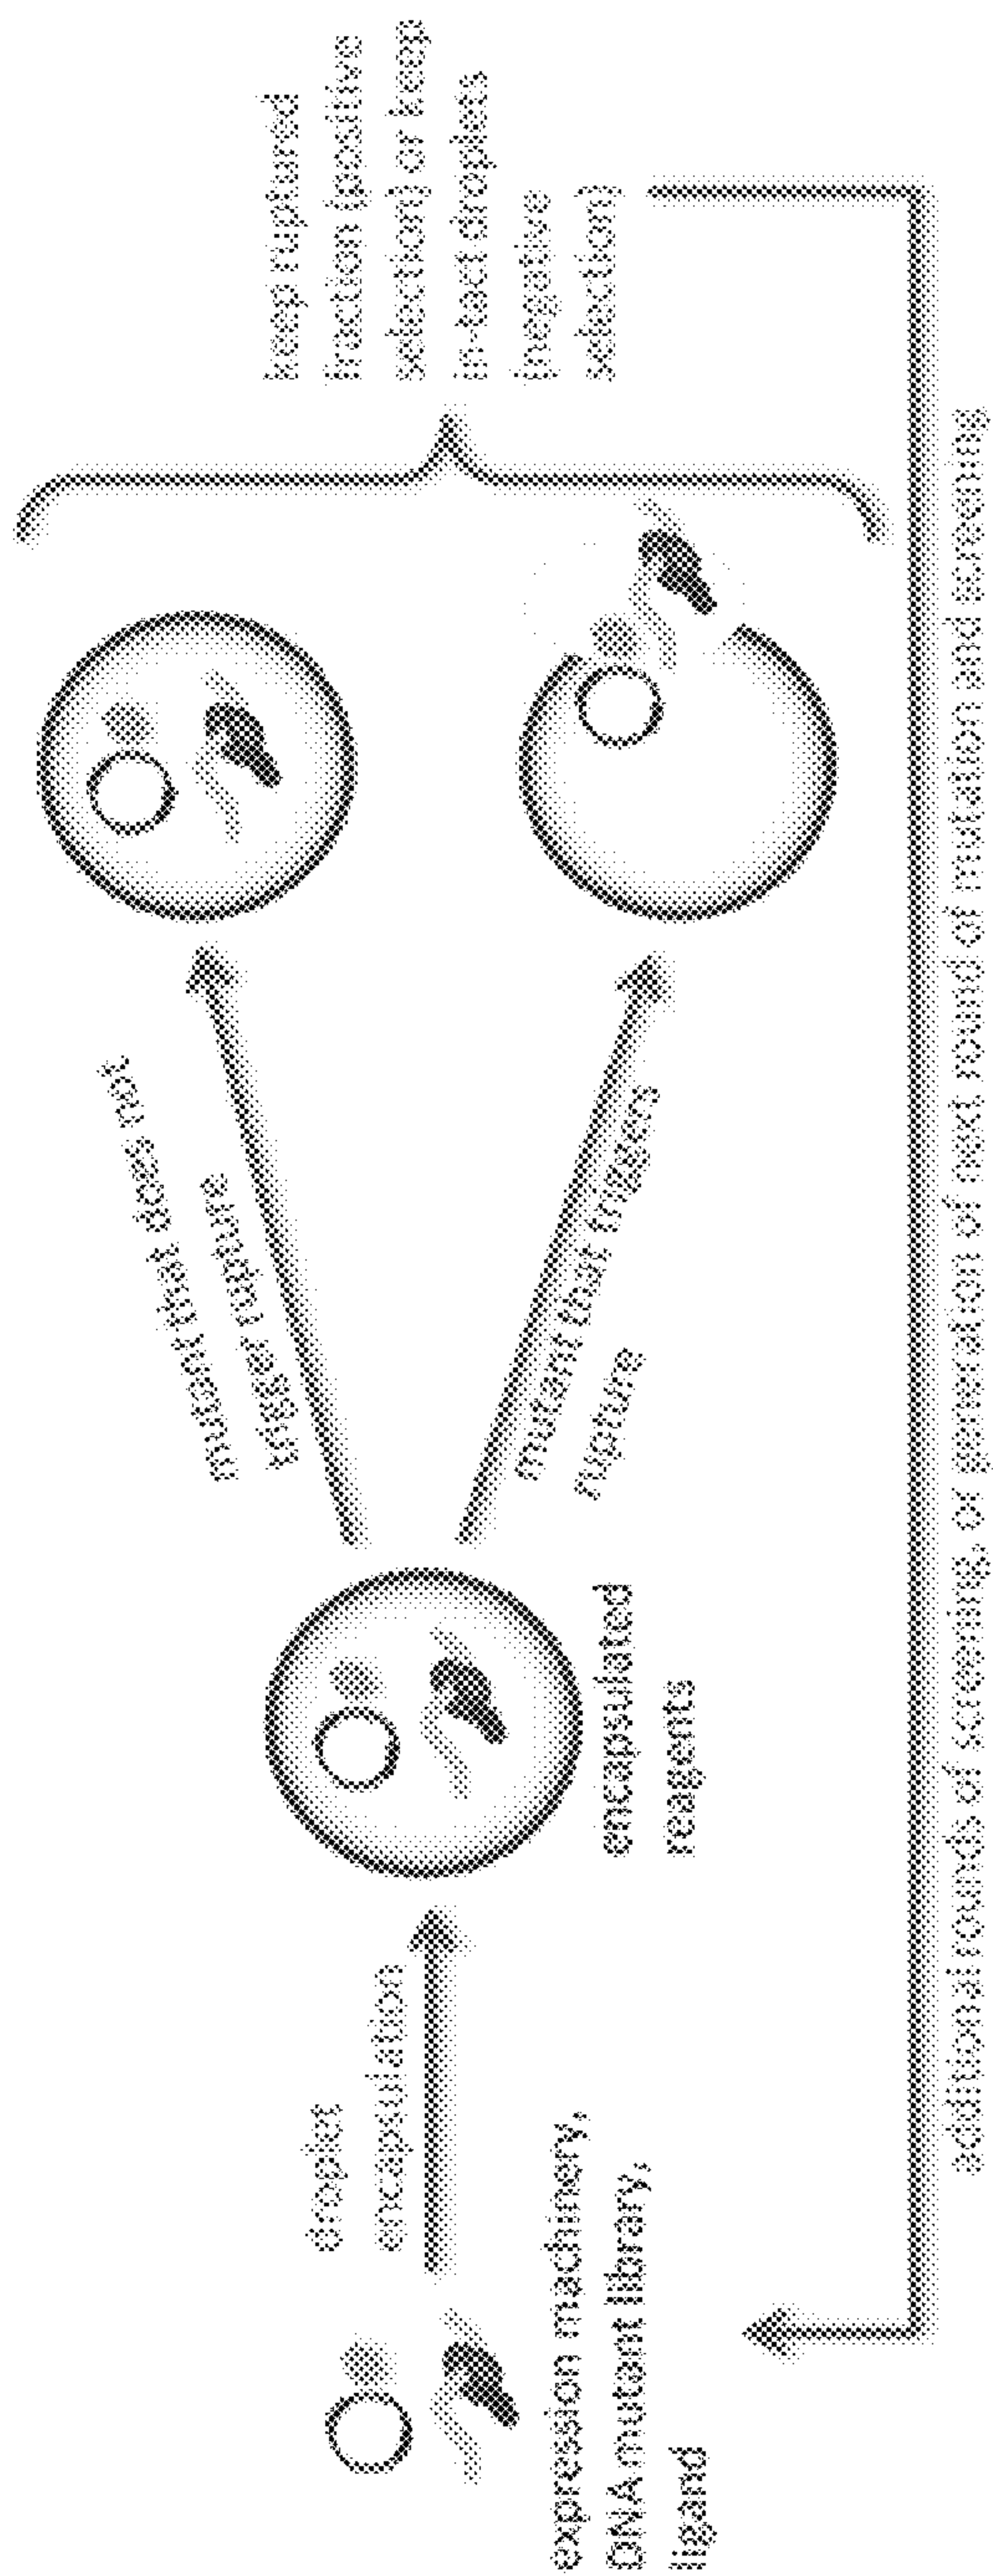 expression machinery,
DNA mutant library,
ligand
droplet
encapsulation
encapsulated
reagents
mutant that does not
trigger rupture
mutant that triggers
rupture
keep ruptured
fraction (positive
selection) or keep
in-tact droplets
(negative
selection)
additional rounds of screening, or isolation of best round of mutation and screening